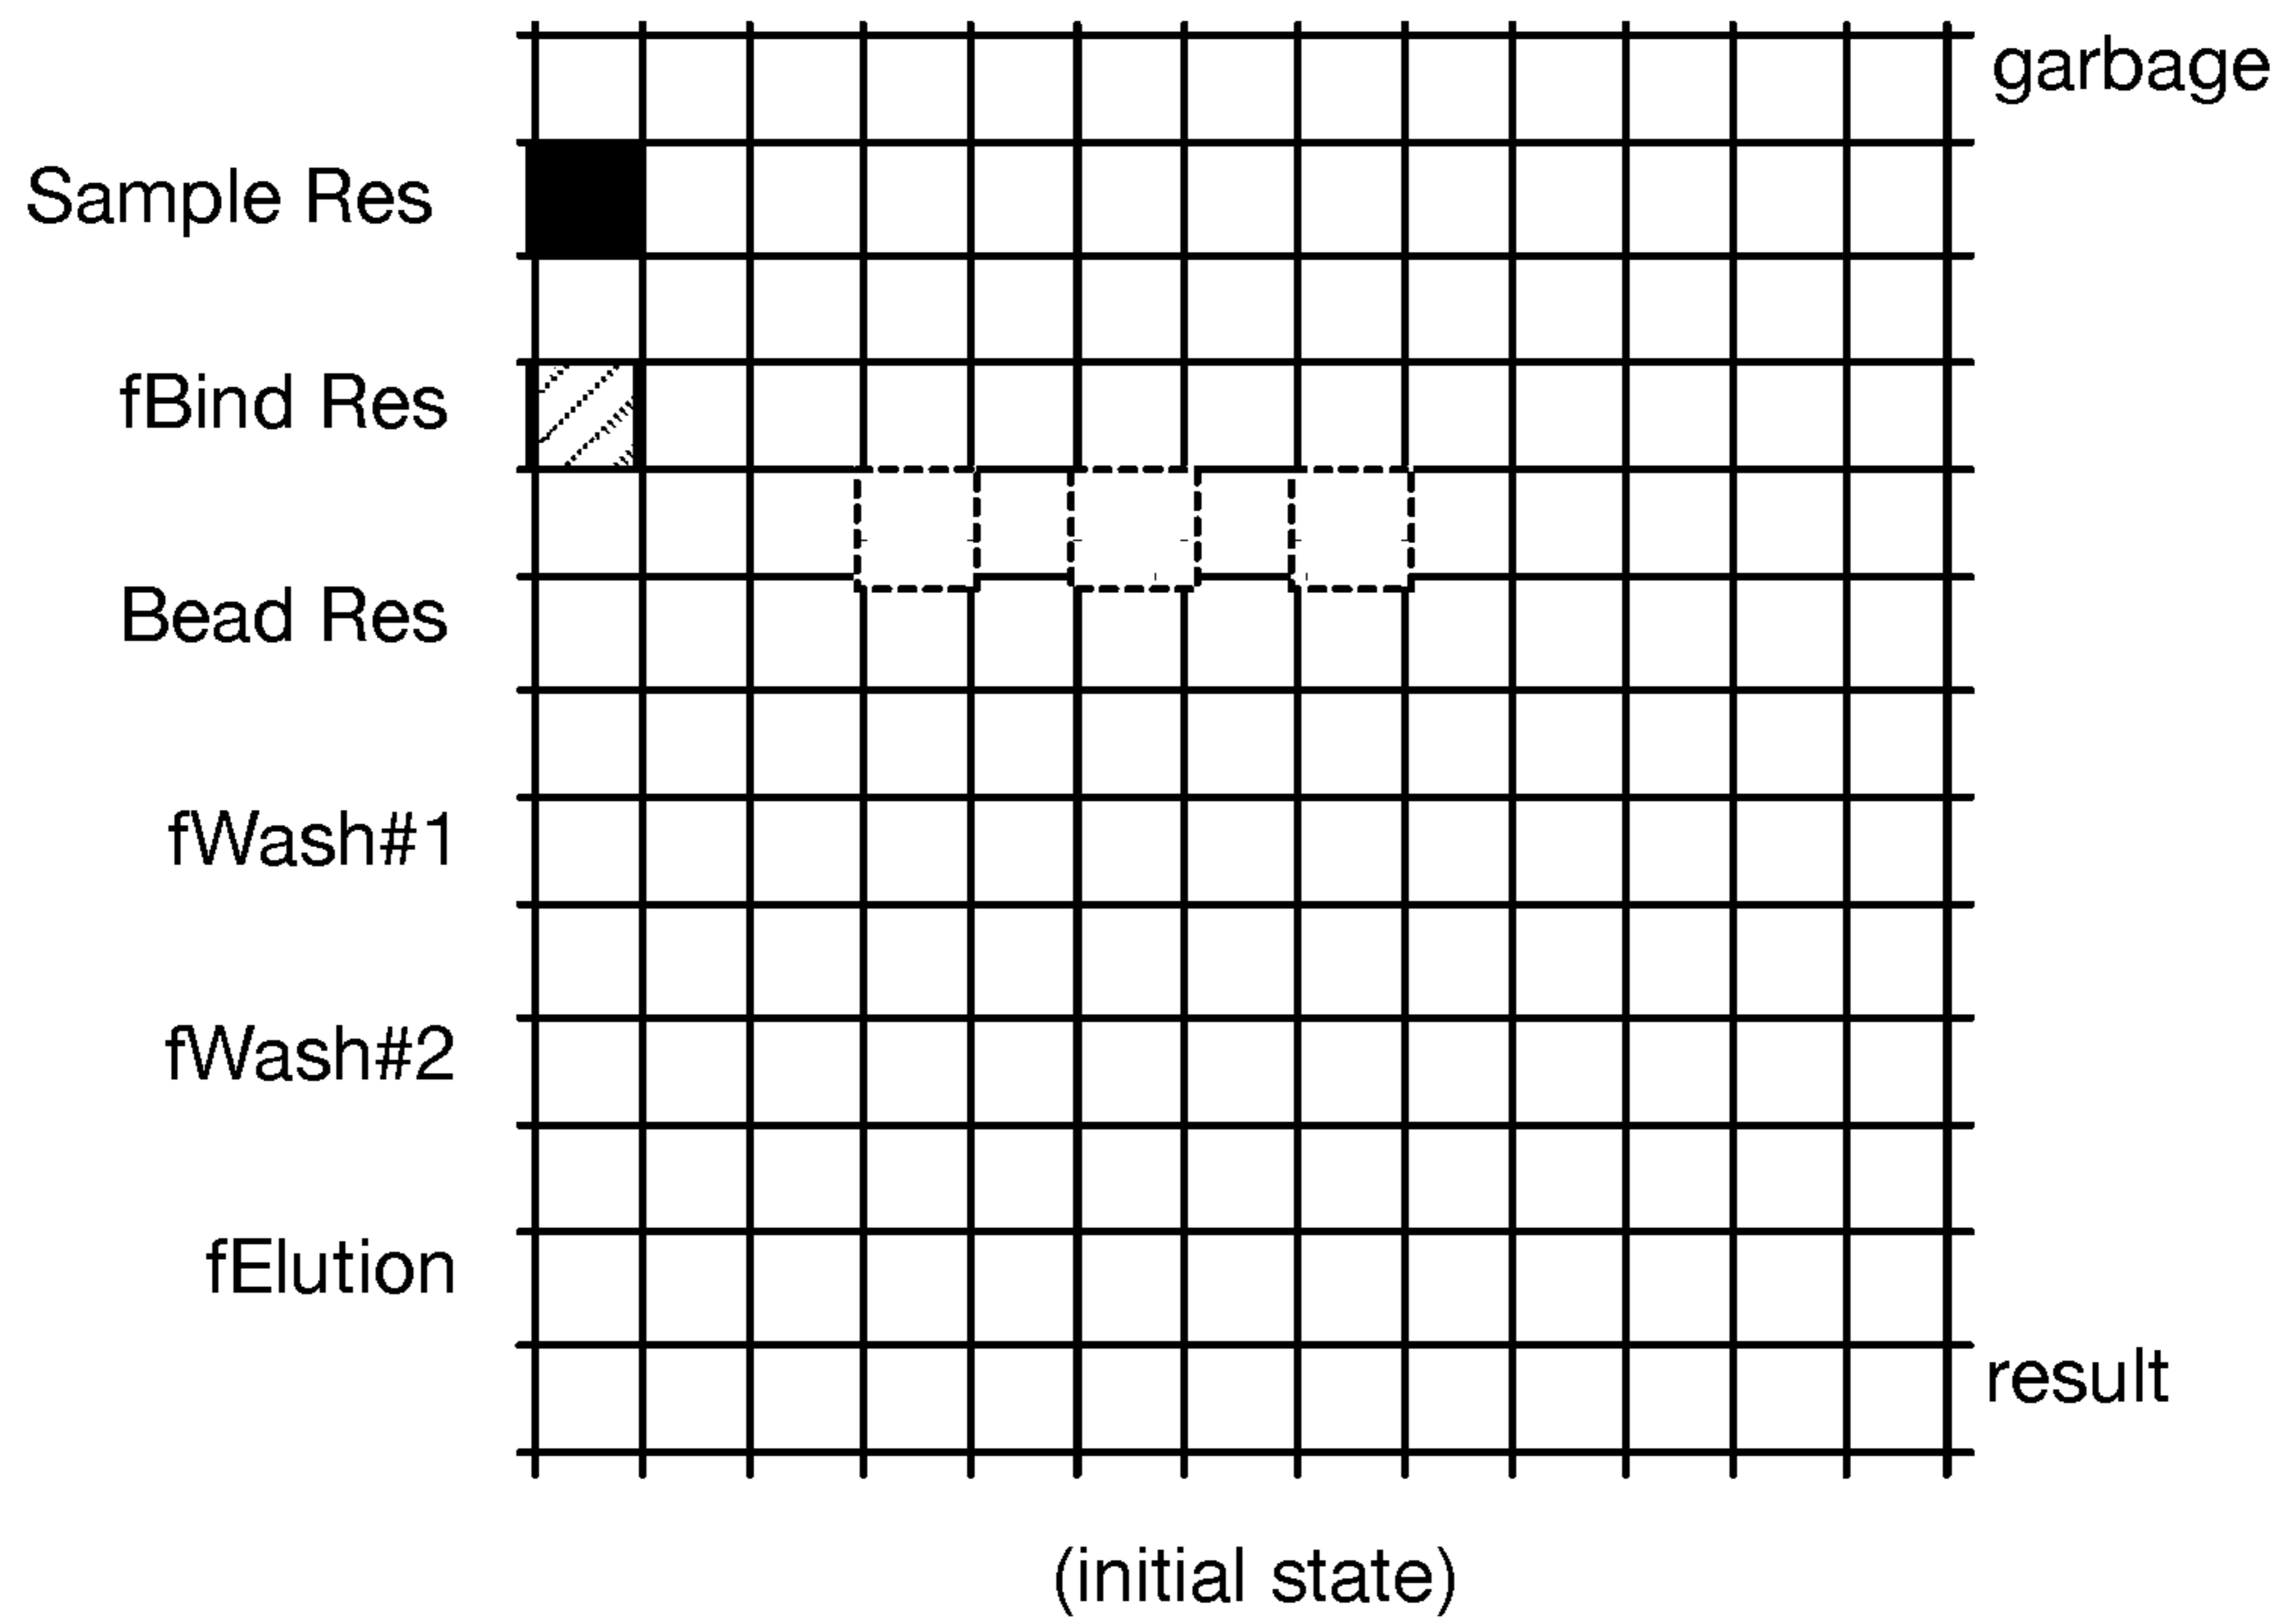 garbage
Sample Res
fBind Res
Bead Res
fWash#1
fWash#2
fElution
result
(initial state)